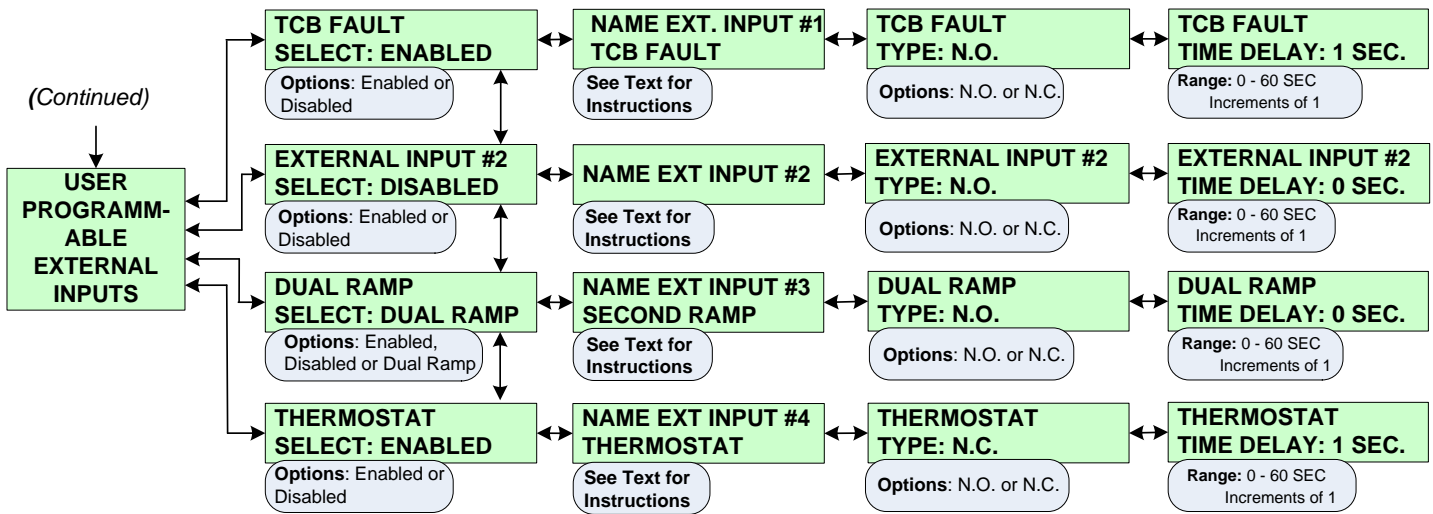 (Continued)
USER
PROGRAMM-
ABLE
EXTERNAL
INPUTS
TCB FAULT
SELECT: ENABLED
Options: Enabled or
Disabled
NAME EXT. INPUT #1
TCB FAULT
See Text for
Instructions
TCB FAULT
TYPE: N.O.
Options: N.O. or N.C.
TCB FAULT
TIME DELAY: 1 SEC.
Range: 0 - 60 SEC
Increments of 1
EXTERNAL INPUT #2
SELECT: DISABLED
Options: Enabled or
Disabled
NAME EXT INPUT #2
See Text for
Instructions
EXTERNAL INPUT #2
TYPE: N.O.
Options: N.O. or N.C.
EXTERNAL INPUT #2
TIME DELAY: 0 SEC.
Range: 0 - 60 SEC
Increments of 1
DUAL RAMP
SELECT: DUAL RAMP
Options: Enabled,
Disabled or Dual Ramp
NAME EXT INPUT #3
SECOND RAMP
See Text for
Instructions
DUAL RAMP
TYPE: N.O.
Options: N.O. or N.C.
DUAL RAMP
TIME DELAY: 0 SEC.
Range: 0 - 60 SEC
Increments of 1
THERMOSTAT
SELECT: ENABLED
Options: Enabled or
Disabled
NAME EXT INPUT #4
THERMOSTAT
See Text for
Instructions
THERMOSTAT
TYPE: N.C.
Options: N.O. or N.C.
THERMOSTAT
TIME DELAY: 1 SEC.
Range: 0 - 60 SEC
Increments of 1